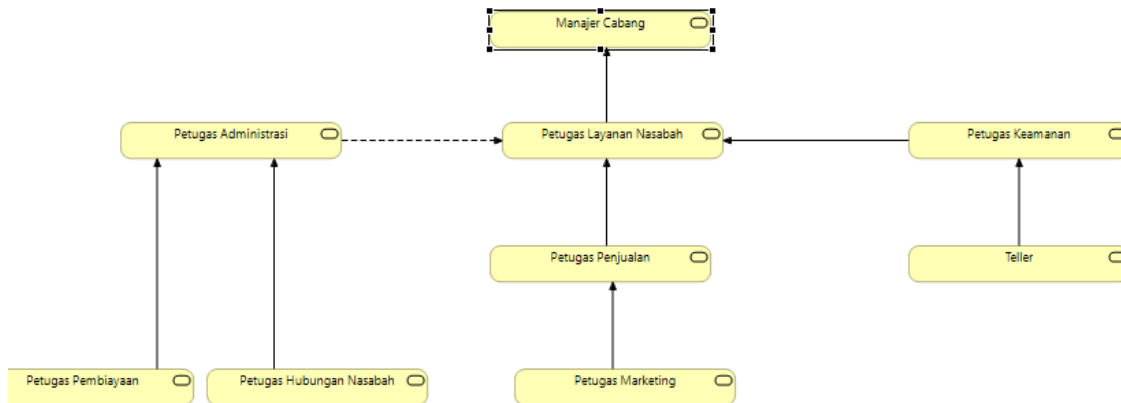 Manajer Cabang
Petugas Administrasi
Petugas Layanan Nasabah
Petugas Keamanan
Petugas Penjualan
Teller
Petugas Pembiayaan
Petugas Hubungan Nasabah
Petugas Marketing